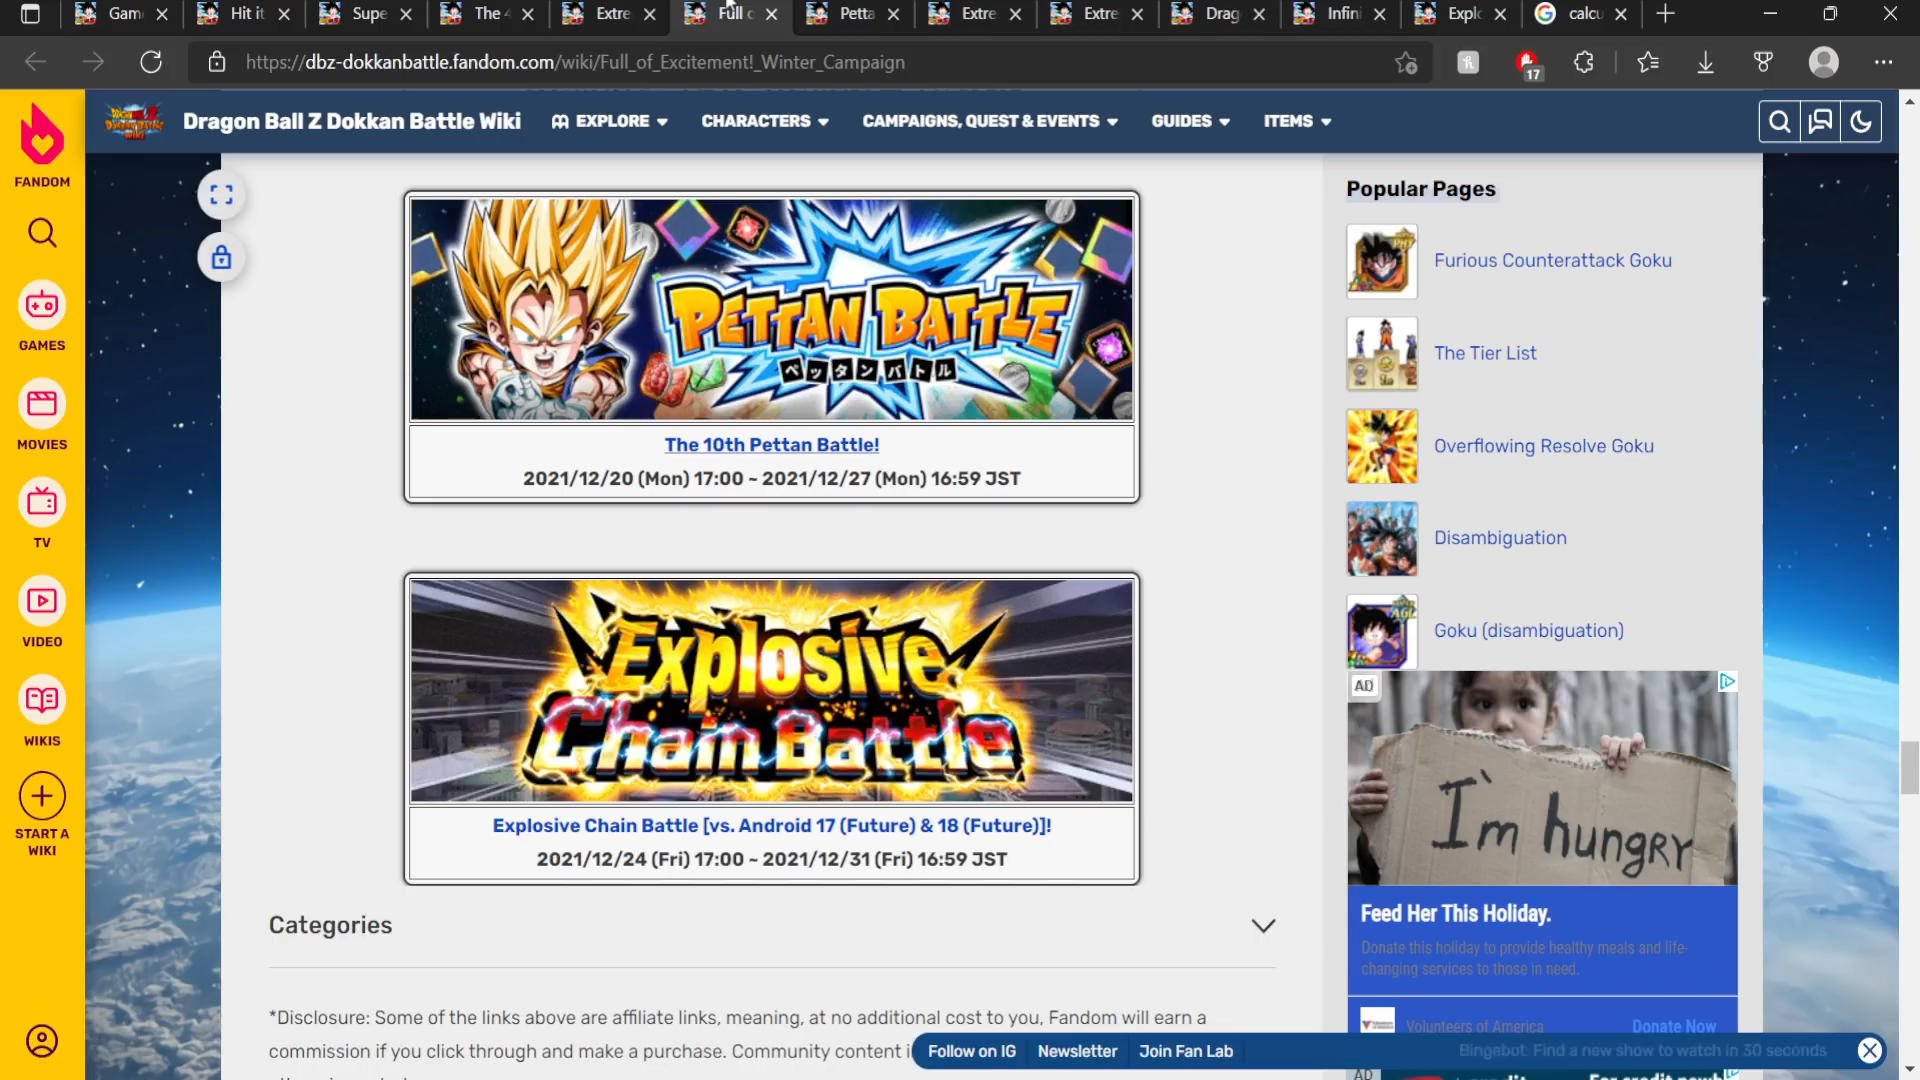 Gam
Hit it
Supe
The 4
Extre
Full c
Petta
Extre
Extre
Drag
Infini
Explo
calcu
https://dbz-dokkanbattle.fandom.com/wiki/Full_of_Excitement!_Winter_Campaign
17
Dragon Ball Z Dokkan Battle Wiki
EXPLORE
CHARACTERS
CAMPAIGNS, QUEST & EVENTS
GUIDES
ITEMS
FANDOM
GAMES
MOVIES
TV
VIDEO
WIKIS
START A
WIKI
PETTAN BATTLE
ペッタンバトル
The 10th Pettan Battle!
2021/12/20 (Mon) 17:00 ~ 2021/12/27 (Mon) 16:59 JST
Explosive
Chain Battle
Explosive Chain Battle [vs. Android 17 (Future) & 18 (Future)]!
2021/12/24 (Fri) 17:00 ~ 2021/12/31 (Fri) 16:59 JST
Categories
*Disclosure: Some of the links above are affiliate links, meaning, at no additional cost to you, Fandom will earn a
commission if you click through and make a purchase. Community content i
Popular Pages
Furious Counterattack Goku
The Tier List
Overflowing Resolve Goku
Disambiguation
Goku (disambiguation)
AD
I'm hungry
Feed Her This Holiday.
Donate this holiday to provide healthy meals and life-
changing services to those in need.
Volunteers of America
Donate Now
Follow on IG
Newsletter
Join Fan Lab
Bingebot: Find a new show to watch in 30 seconds
AD